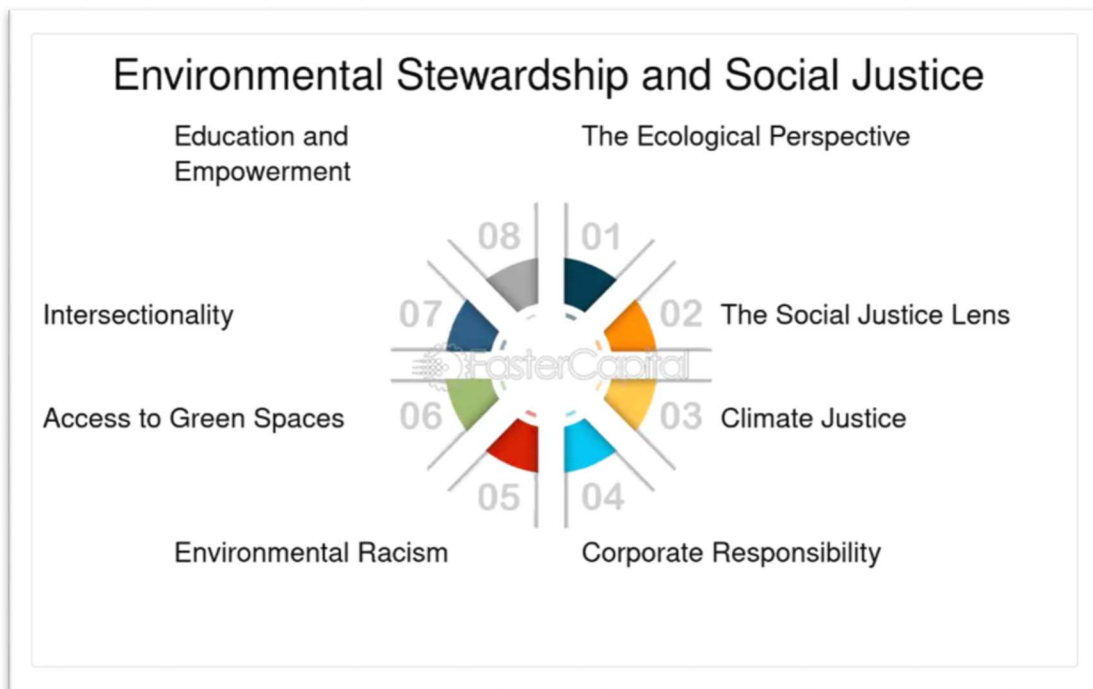 Environmental Stewardship and Social Justice
Education and
Empowerment
The Ecological Perspective
08
01
Intersectionality
07
02
The Social Justice Lens
FasterCapital
Access to Green Spaces
06
03
Climate Justice
05
04
Environmental Racism
Corporate Responsibility